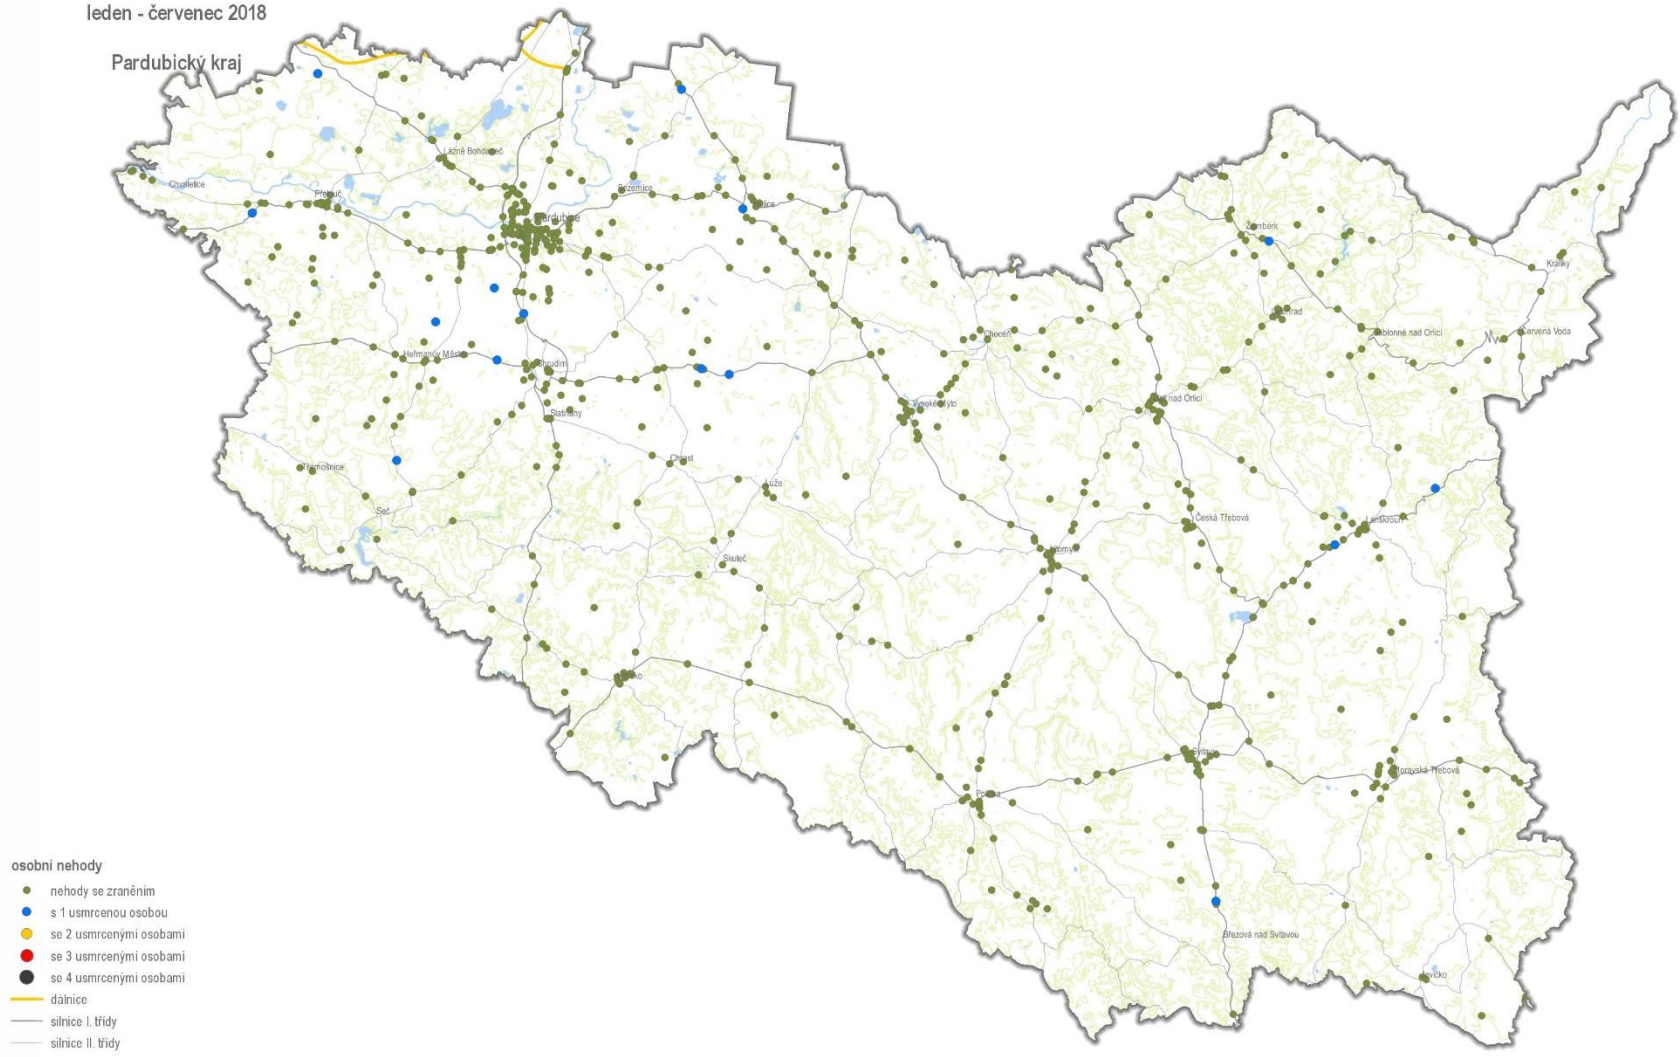 leden - červenec 2018
Pardubický kraj
Lázně Bohdaneč
Chvaletice
Přelouč
Sezemice
Pardubice
Holice
Žamberk
Králíky
Letohrad
Jablonné nad Orlicí
Červená Voda
Choceň
Heřmanův Městec
Chrudim
Vysoké Mýto
Ústí nad Orlicí
Slatiňany
Třemošnice
Chrast
Luže
Seč
Česká Třebová
Lanškroun
Litomyšl
Skuteč
Hlinsko
Svitavy
Moravská Třebová
Polička
Březová nad Svitavou
Jevíčko
osobní nehody
nehody se zraněním
s 1 usmrcenou osobou
se 2 usmrcenými osobami
se 3 usmrcenými osobami
se 4 usmrcenými osobami
dálnice
silnice I. třídy
silnice II. třídy